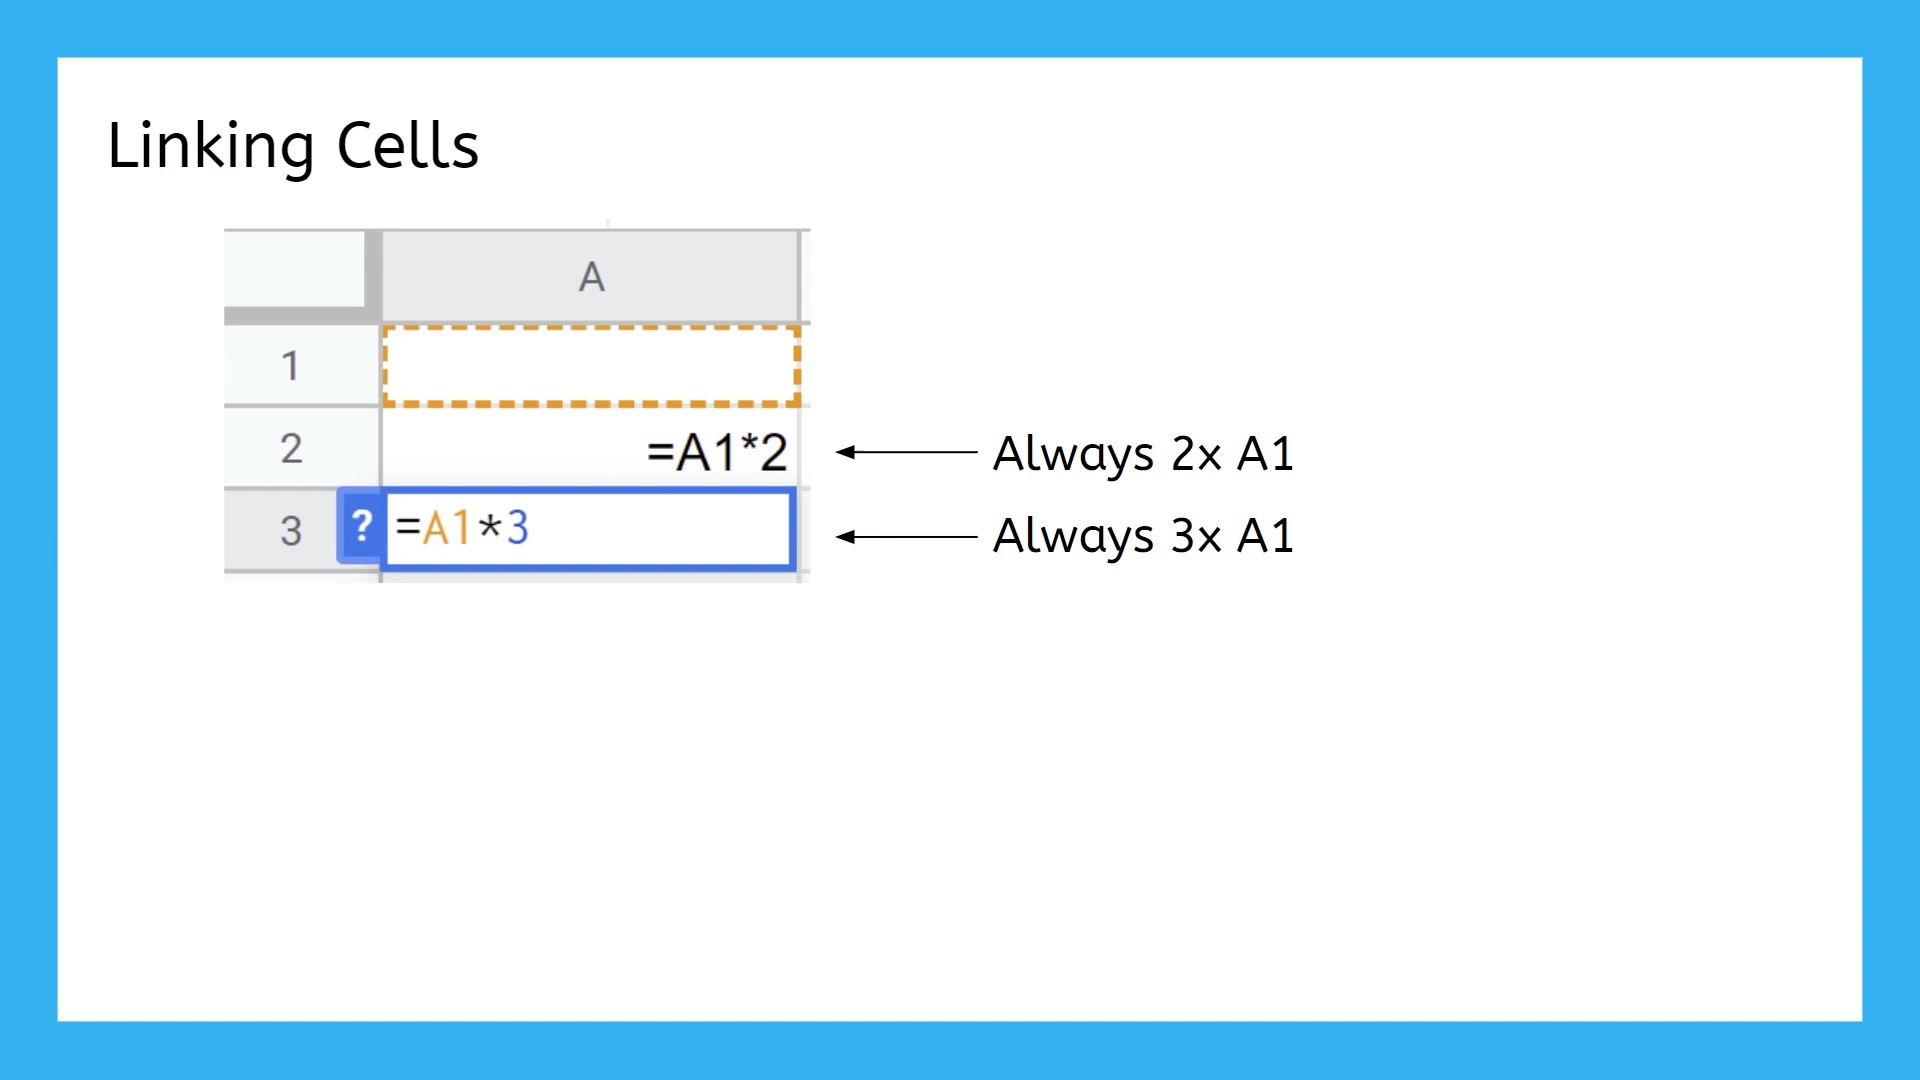 Linking Cells
A
1
2 =A1*2 Always 2x A1
3 ? =A1*3 Always 3x A1